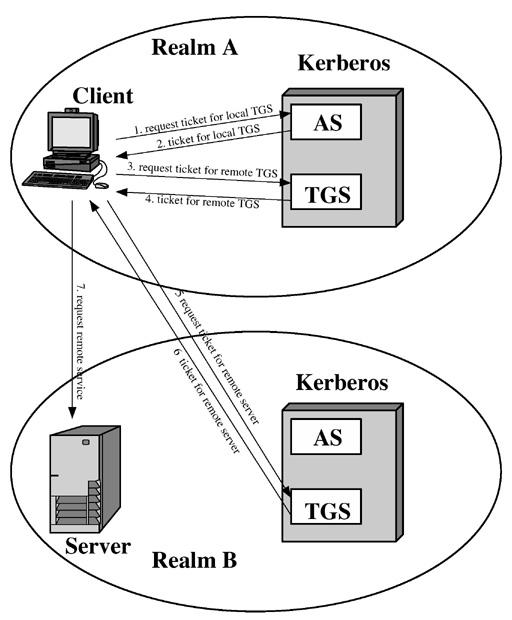 Realm A
Kerberos
Client
1. request ticket for local TGS
AS
2. ticket for local TGS
3. request ticket for remote TGS
TGS
4. ticket for remote TGS
5 request ticket for remote server
6 ticket for remote server
7. request remote service
Kerberos
AS
TGS
Server
Realm B